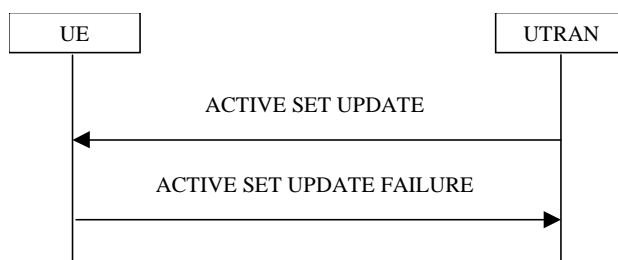 UE
UTRAN
ACTIVE SET UPDATE
ACTIVE SET UPDATE FAILURE